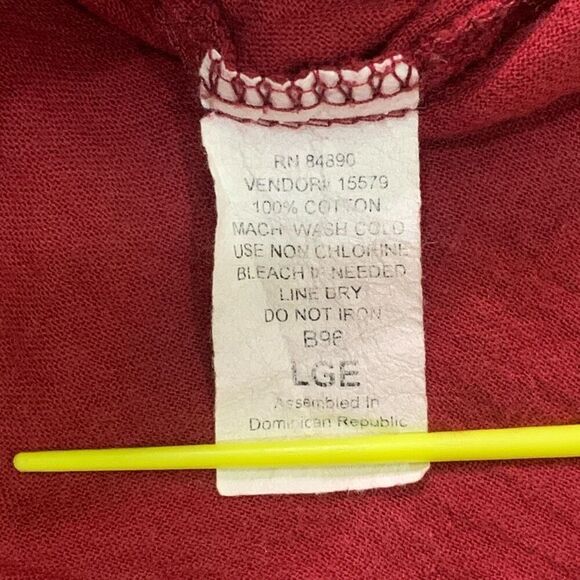 RN 84890
VENDOR# 15579
100% COTTON
MACH WASH COLD
USE NON CHLORINE
BLEACH IF NEEDED
LINE DRY
DO NOT IRON
B96
LGE
Assembled In
Dominican Republic